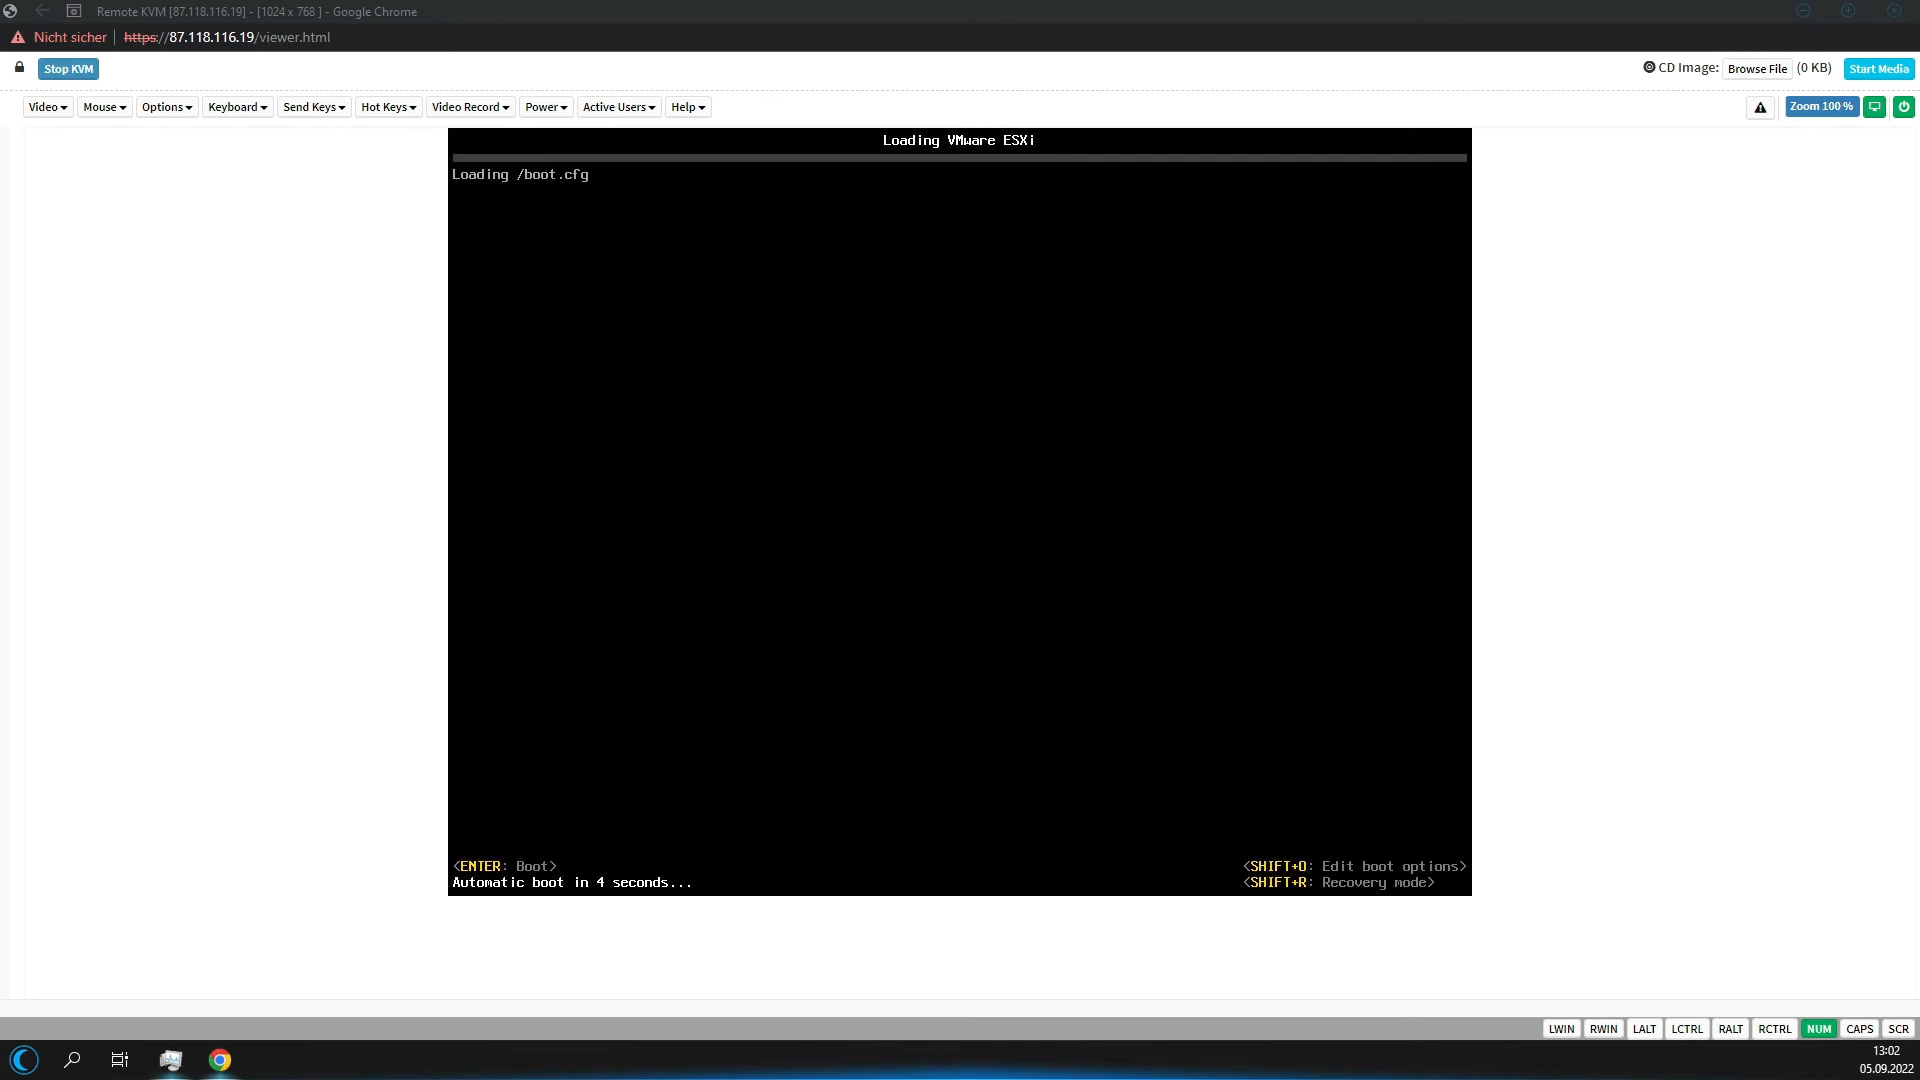 Remote KVM [87.118.116.19] - [1024 x 768 ] - Google Chrome
Nicht sicher https://87.118.116.19/viewer.html
Stop KVM CD Image: Browse File (0 KB) Start Media
Video Mouse Options Keyboard Send Keys Hot Keys Video Record Power Active Users Help Zoom 100 %
Loading VMware ESXi
Loading /boot.cfg
<ENTER: Boot> <SHIFT+O: Edit boot options>
Automatic boot in 4 seconds... <SHIFT+R: Recovery mode>
LWIN RWIN LALT LCTRL RALT RCTRL NUM CAPS SCR
13:02
05.09.2022